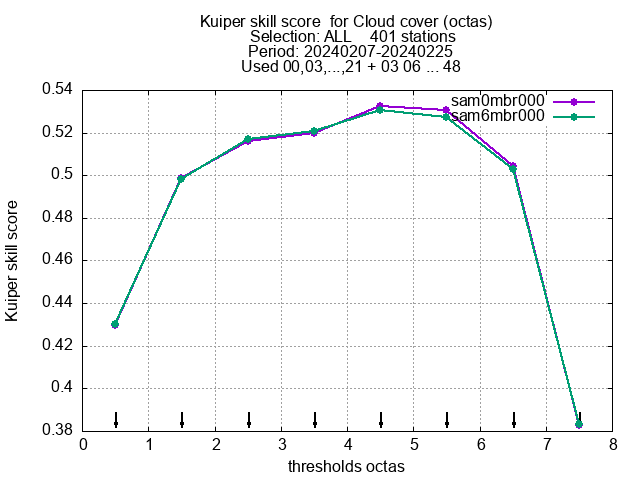 Kuiper skill score  for Cloud cover (octas)
Selection: ALL    401 stations
Period: 20240207-20240225
Used 00,03,...,21 + 03 06 ... 48
sam0mbr000
sam6mbr000
0.54
0.52
0.5
0.48
0.46
0.44
0.42
0.4
0.38
Kuiper skill score
0 1 2 3 4 5 6 7 8
thresholds octas